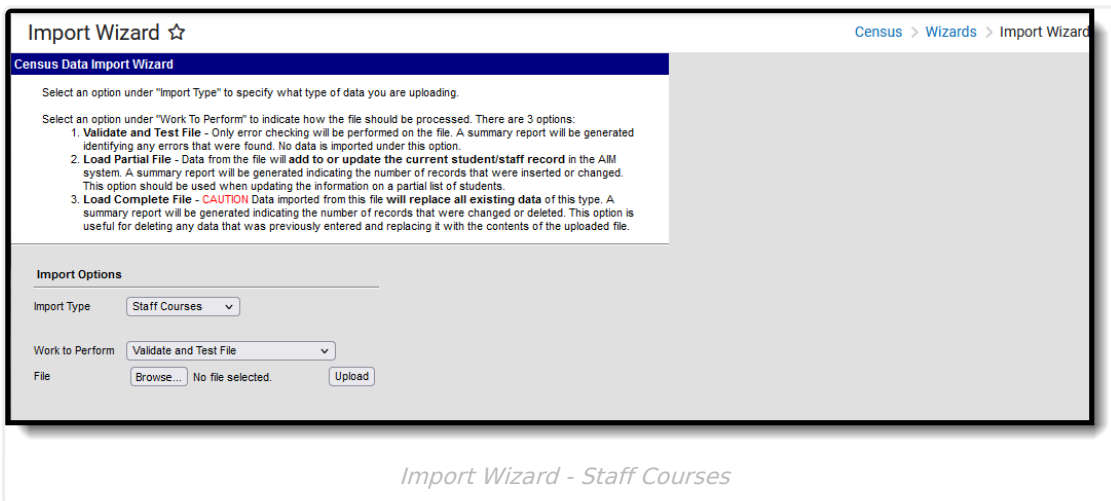 Import Wizard ☆
Census > Wizards > Import Wizard
Census Data Import Wizard
Select an option under "Import Type" to specify what type of data you are uploading.
Select an option under "Work To Perform" to indicate how the file should be processed. There are 3 options:
1. Validate and Test File - Only error checking will be performed on the file. A summary report will be generated
identifying any errors that were found. No data is imported under this option.
2. Load Partial File - Data from the file will add to or update the current student/staff record in the AIM
system. A summary report will be generated indicating the number of records that were inserted or changed.
This option should be used when updating the information on a partial list of students.
3. Load Complete File - CAUTION Data imported from this file will replace all existing data of this type. A
summary report will be generated indicating the number of records that were changed or deleted. This option is
useful for deleting any data that was previously entered and replacing it with the contents of the uploaded file.
Import Options
Import Type Staff Courses
Work to Perform Validate and Test File
File Browse... No file selected. Upload
Import Wizard - Staff Courses